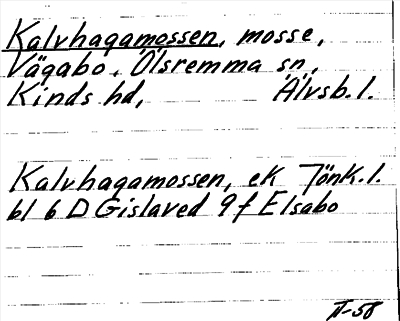 Kalvhagamossen, mosse,
Vägabo, Ölsremma sn,
Kinds hd, Älvsb. l.
Kalvhagamossen, ek Jönk. l.
bl 6 D Gislaved 9 f Elsabo
II-58